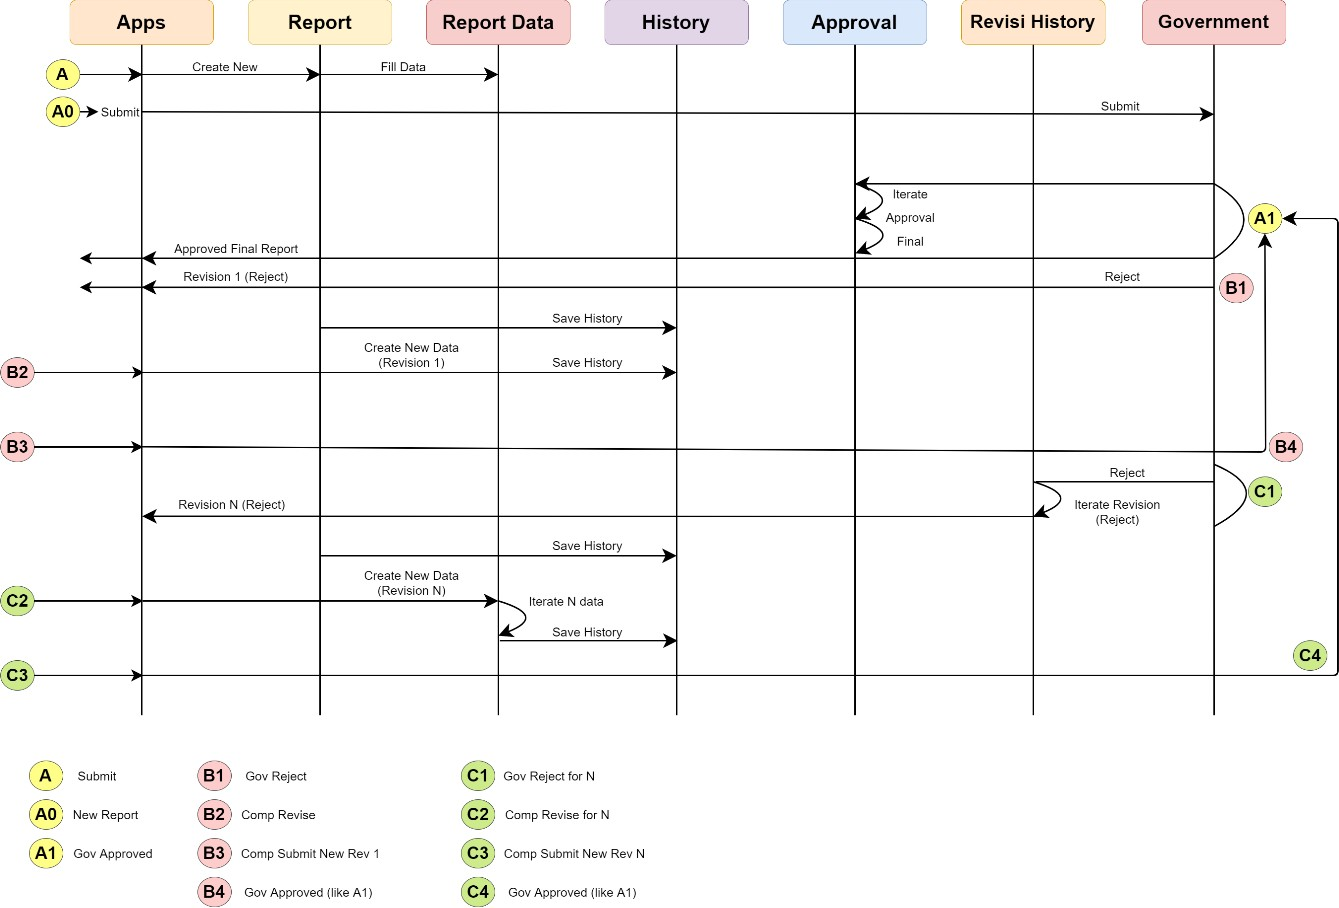 Apps
Report
Report Data
History
Approval
Revisi History
Government
A
Create New
Fill Data
A0
Submit
Submit
Iterate
Approval
A1
Final
Approved Final Report
Revision 1 (Reject)
Reject
B1
Save History
Create New Data
(Revision 1)
Save History
B2
B3
B4
Reject
C1
Revision N (Reject)
Iterate Revision
(Reject)
Save History
Create New Data
(Revision N)
C2
Iterate N data
Save History
C4
C3
A Submit
B1 Gov Reject
C1 Gov Reject for N
A0 New Report
B2 Comp Revise
C2 Comp Revise for N
A1 Gov Approved
B3 Comp Submit New Rev 1
C3 Comp Submit New Rev N
B4 Gov Approved (like A1)
C4 Gov Approved (like A1)